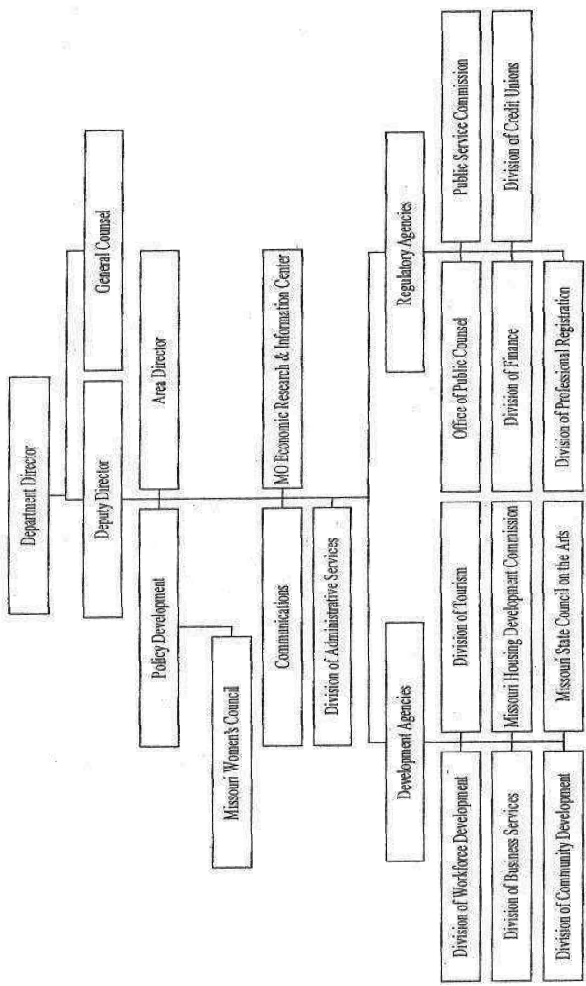 Department Director
Deputy Director
General Counsel
Policy Development
Area Director
Missouri Women's Council
Communications
MO Economic Research & Information Center
Division of Administrative Services
Development Agencies
Regulatory Agencies
Division of Workforce Development
Division of Tourism
Office of Public Counsel
Public Service Commission
Division of Business Services
Missouri Housing Development Commission
Division of Finance
Division of Credit Unions
Division of Community Development
Missouri State Council on the Arts
Division of Professional Registration